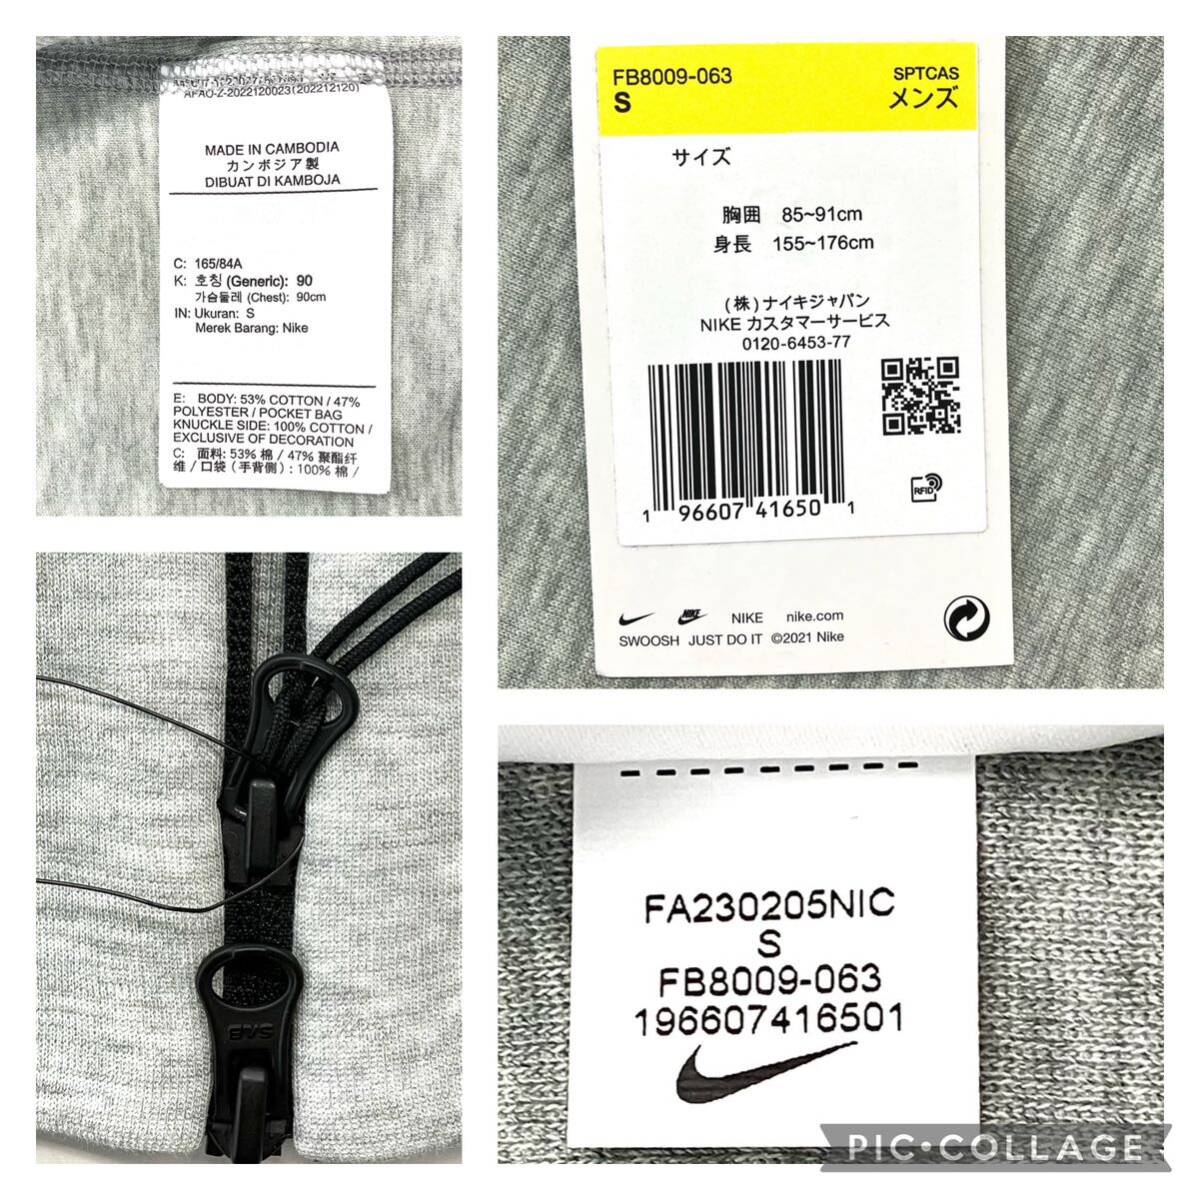 AFAO-Z-2022120023(202212120)
MADE IN CAMBODIA
カンボジア製
DIBUAT DI KAMBOJA
C: 165/84A
K: 호칭 (Generic): 90
가슴둘레 (Chest): 90cm
IN: Ukuran: S
Merek Barang: Nike
E: BODY: 53% COTTON / 47%
POLYESTER / POCKET BAG
KNUCKLE SIDE: 100% COTTON /
EXCLUSIVE OF DECORATION
C: 面料: 53% 棉 / 47% 聚酯纤
维 / 口袋 (手背側) : 100% 棉 /
FB8009-063 SPTCAS
S メンズ
サイズ
胸囲 85~91cm
身長 155~176cm
(株) ナイキジャパン
NIKE カスタマーサービス
0120-6453-77
RFID
1 96607 41650 1
NIKE NIKE nike.com
SWOOSH JUST DO IT ©2021 Nike
SAB
FA230205NIC
S
FB8009-063
196607416501
PIC•COLLAGE